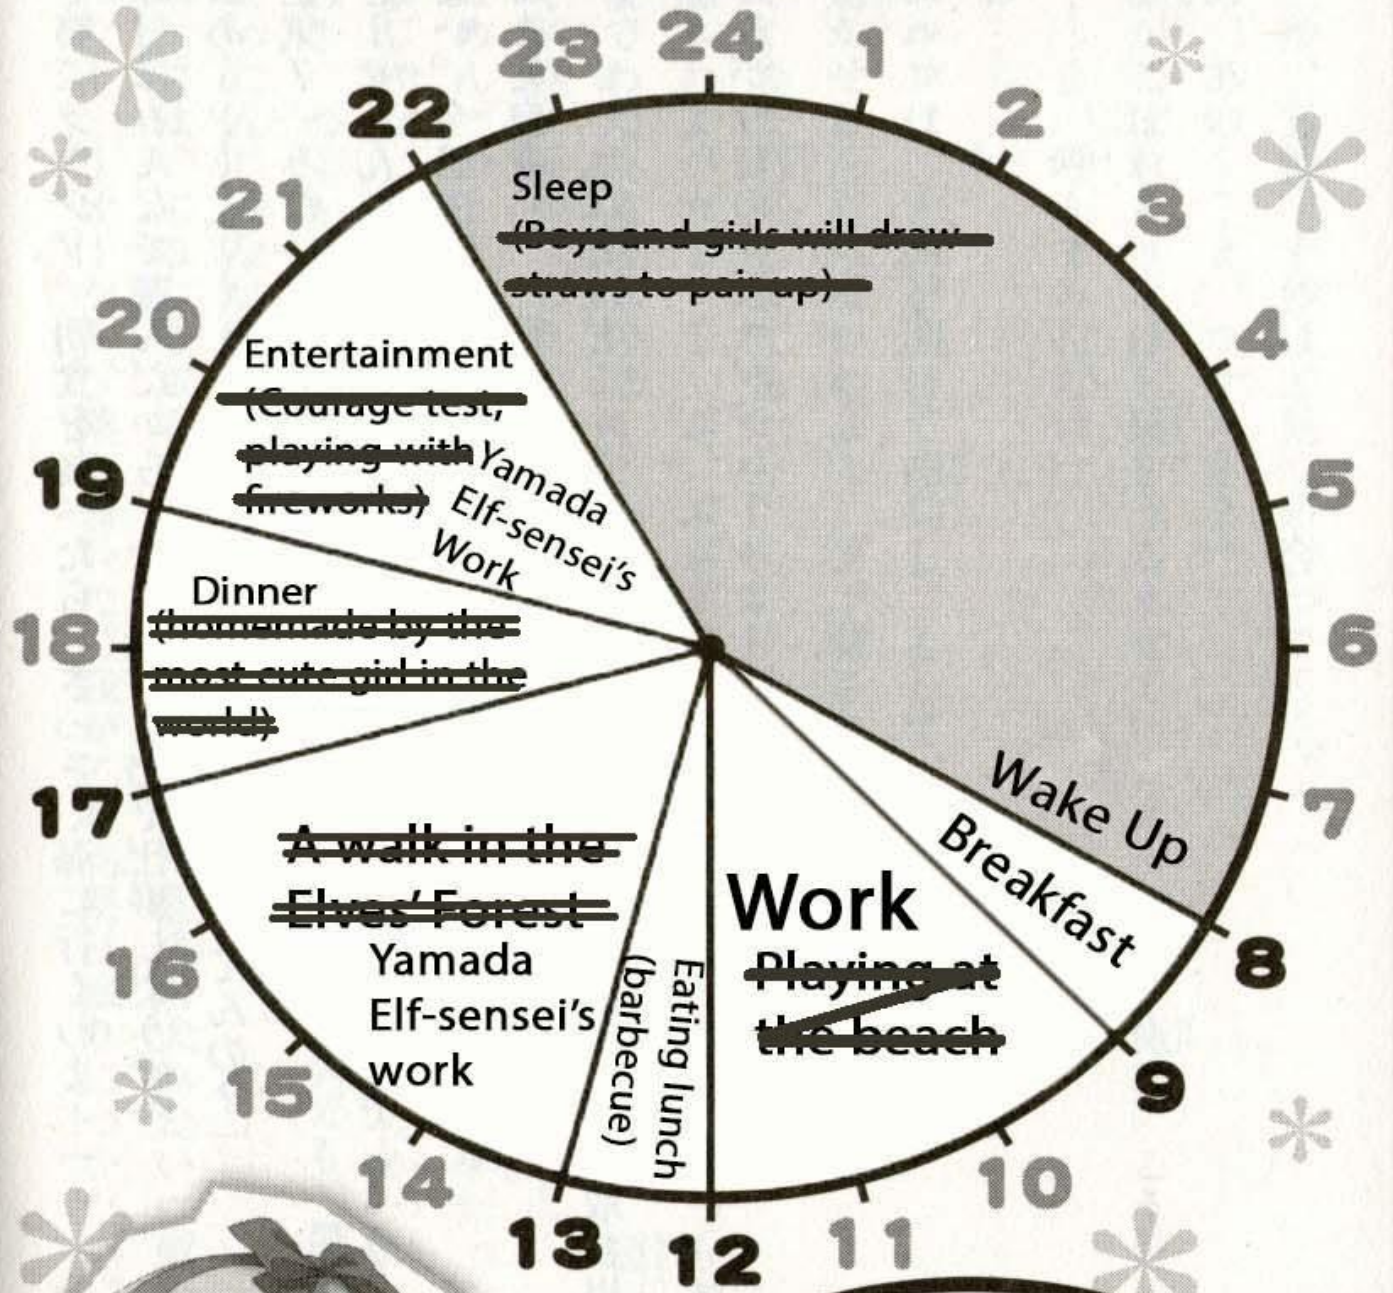 23 24 1
22 2
21 3
20 4
19 5
18 6
17 7
16 8
15 9
14 10
13 12 11
Sleep
(Boys and girls will draw
straws to pair up)
Entertainment
(Courage test,
playing with
fireworks)
Yamada
Elf-sensei's
Work
Dinner
(homemade by the
most cute girl in the
world)
A walk in the
Elves' Forest
Yamada
Elf-sensei's
work
Eating lunch
(barbecue)
Work
Playing at
the beach
Breakfast
Wake Up